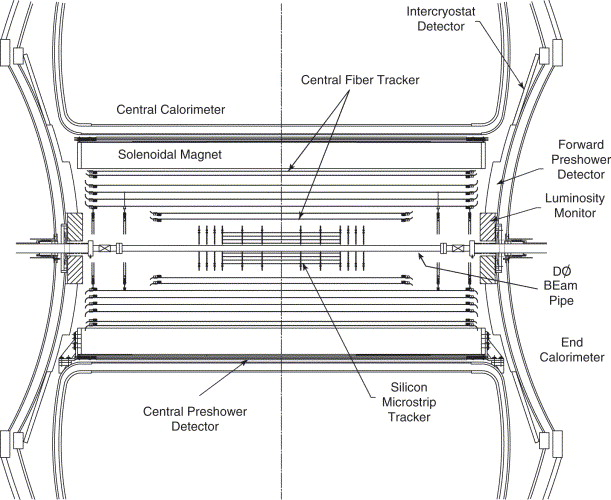 Intercryostat
Detector
Central Fiber Tracker
Central Calorimeter
Solenoidal Magnet
Forward
Preshower
Detector
Luminosity
Monitor
DØ
BEam
Pipe
End
Calorimeter
Silicon
Microstrip
Tracker
Central Preshower
Detector